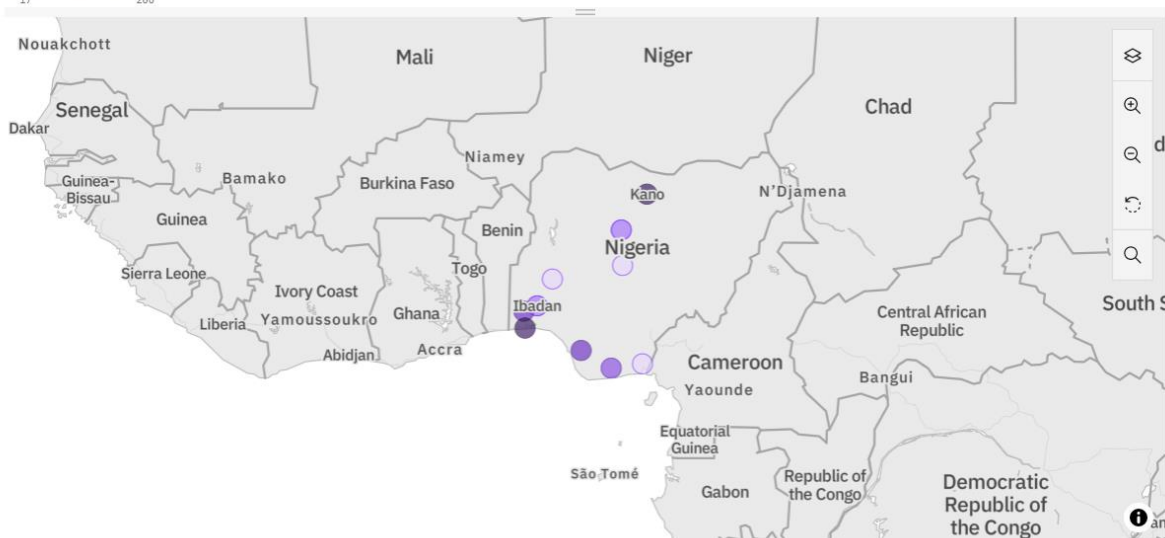 17 200
Nouakchott
Mali
Niger
Chad
Senegal
Dakar
Niamey
Bamako
Burkina Faso
Kano
N'Djamena
Guinea-
Bissau
Guinea
Benin
Nigeria
Sierra Leone
Togo
Ivory Coast
Ibadan
Ghana
Yamoussoukro
Liberia
Abidjan
Accra
Central African
Republic
South S
Cameroon
Yaounde
Bangui
Equatorial
Guinea
São Tomé
Gabon
Republic of
the Congo
Democratic
Republic of
the Congo